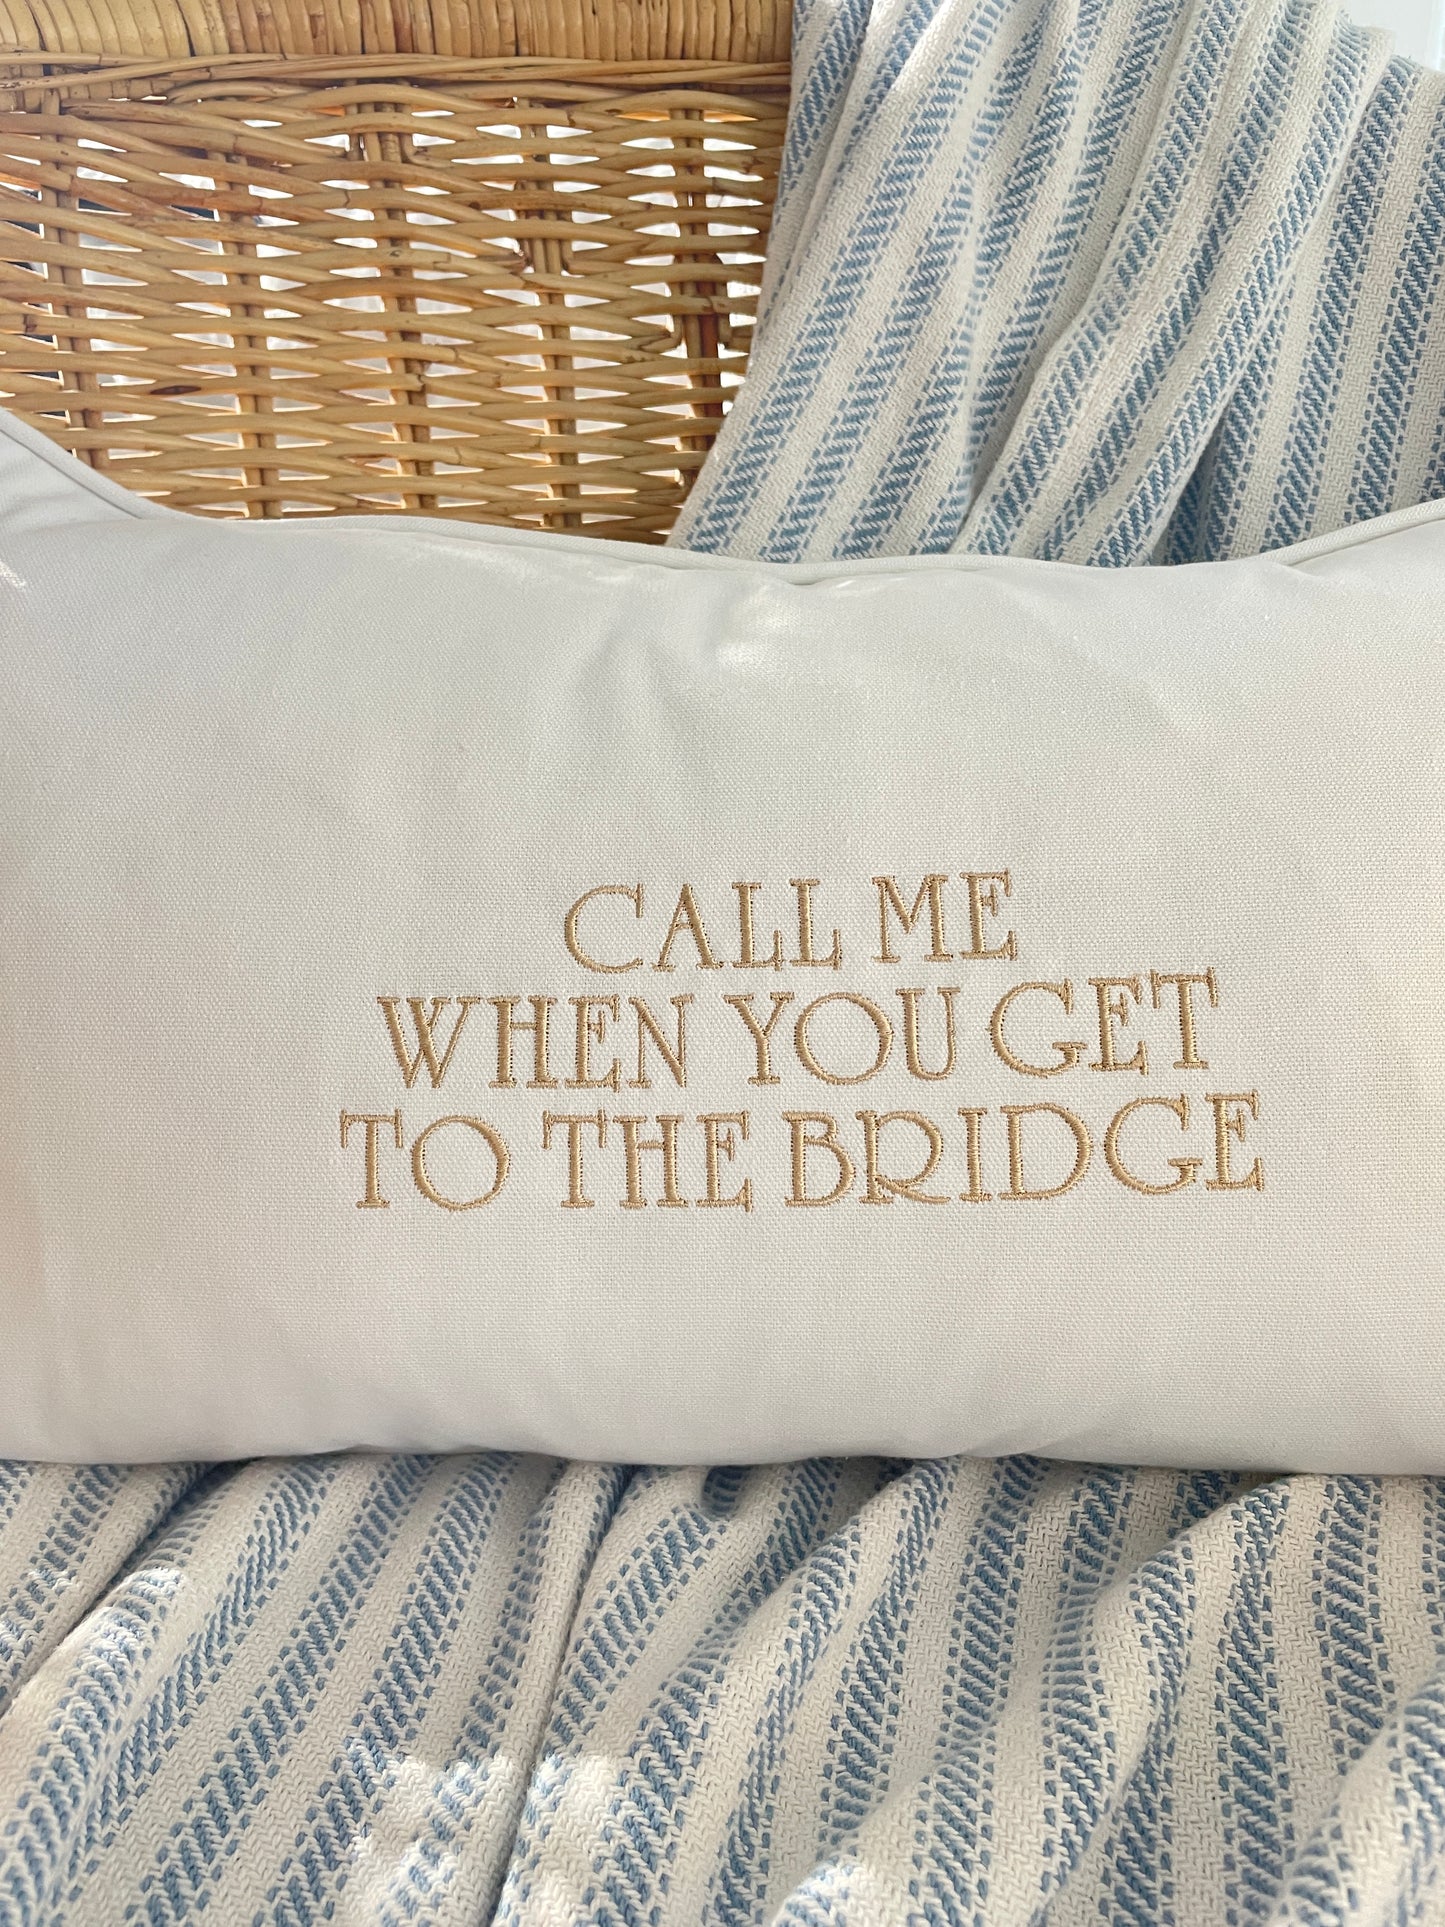 CALL ME
WHEN YOU GET
TO THE BRIDGE